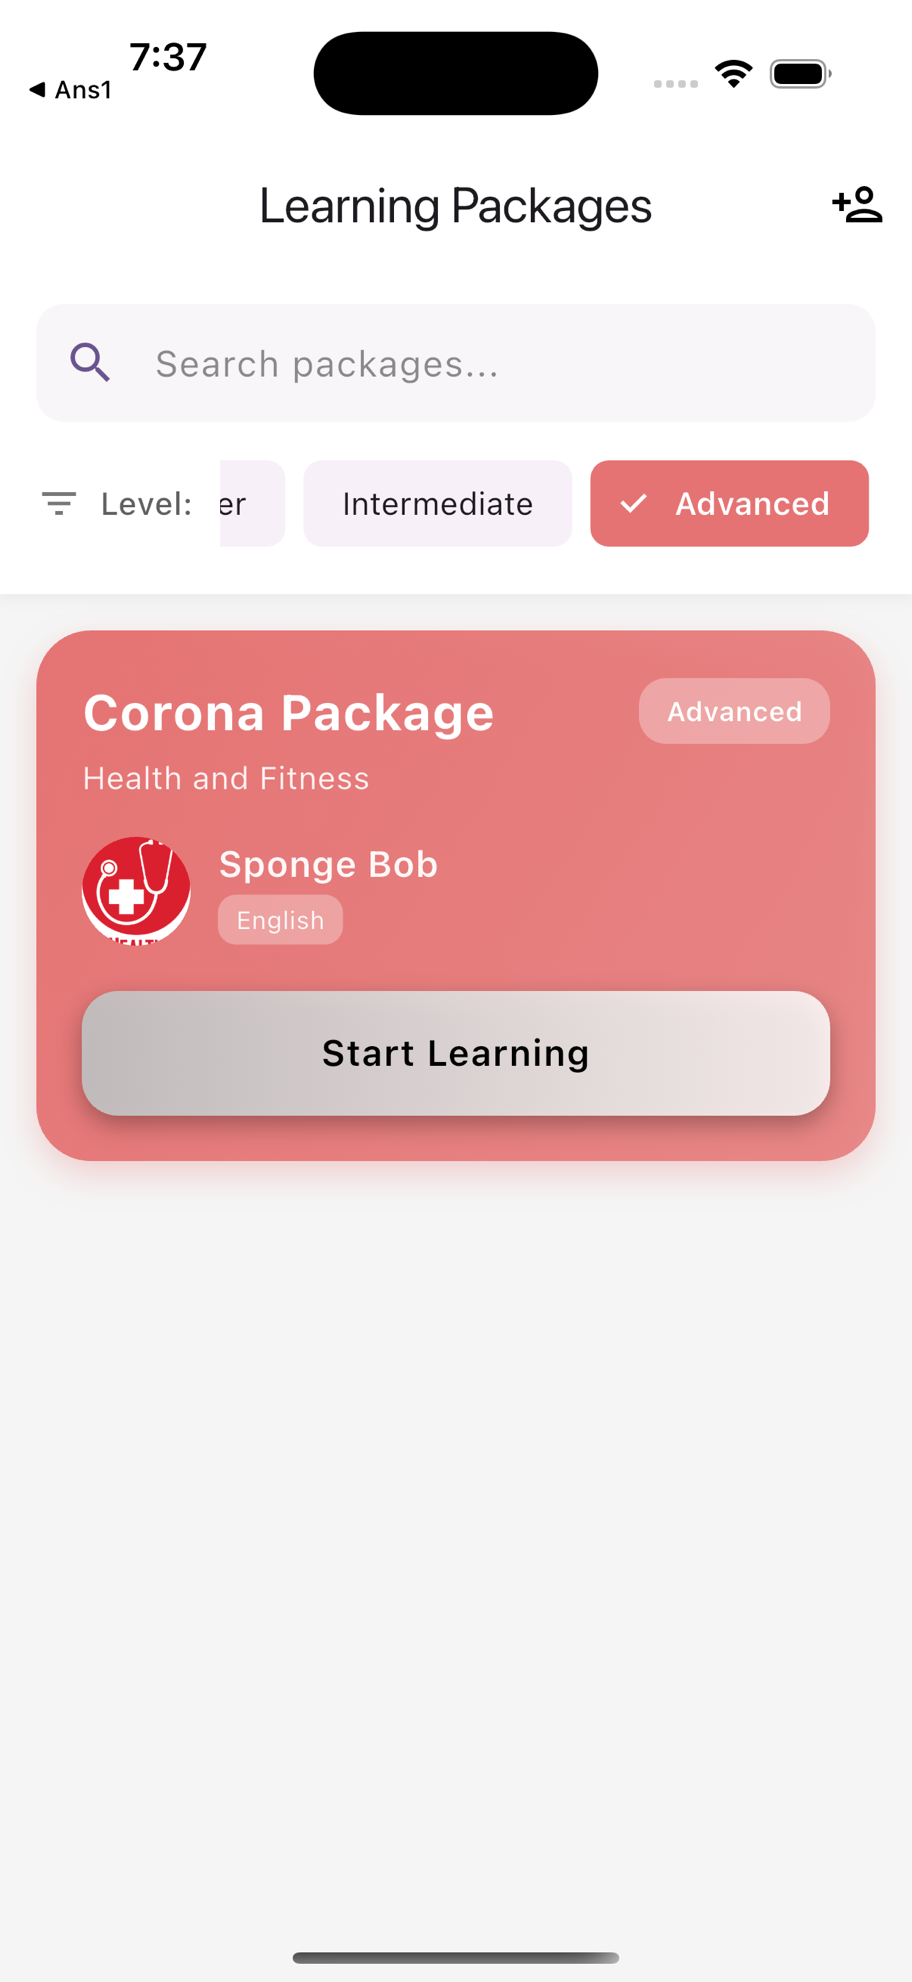 7:37
Ans1
Learning Packages
Search packages...
Level:
er
Intermediate
Advanced
Corona Package
Advanced
Health and Fitness
Sponge Bob
English
Start Learning